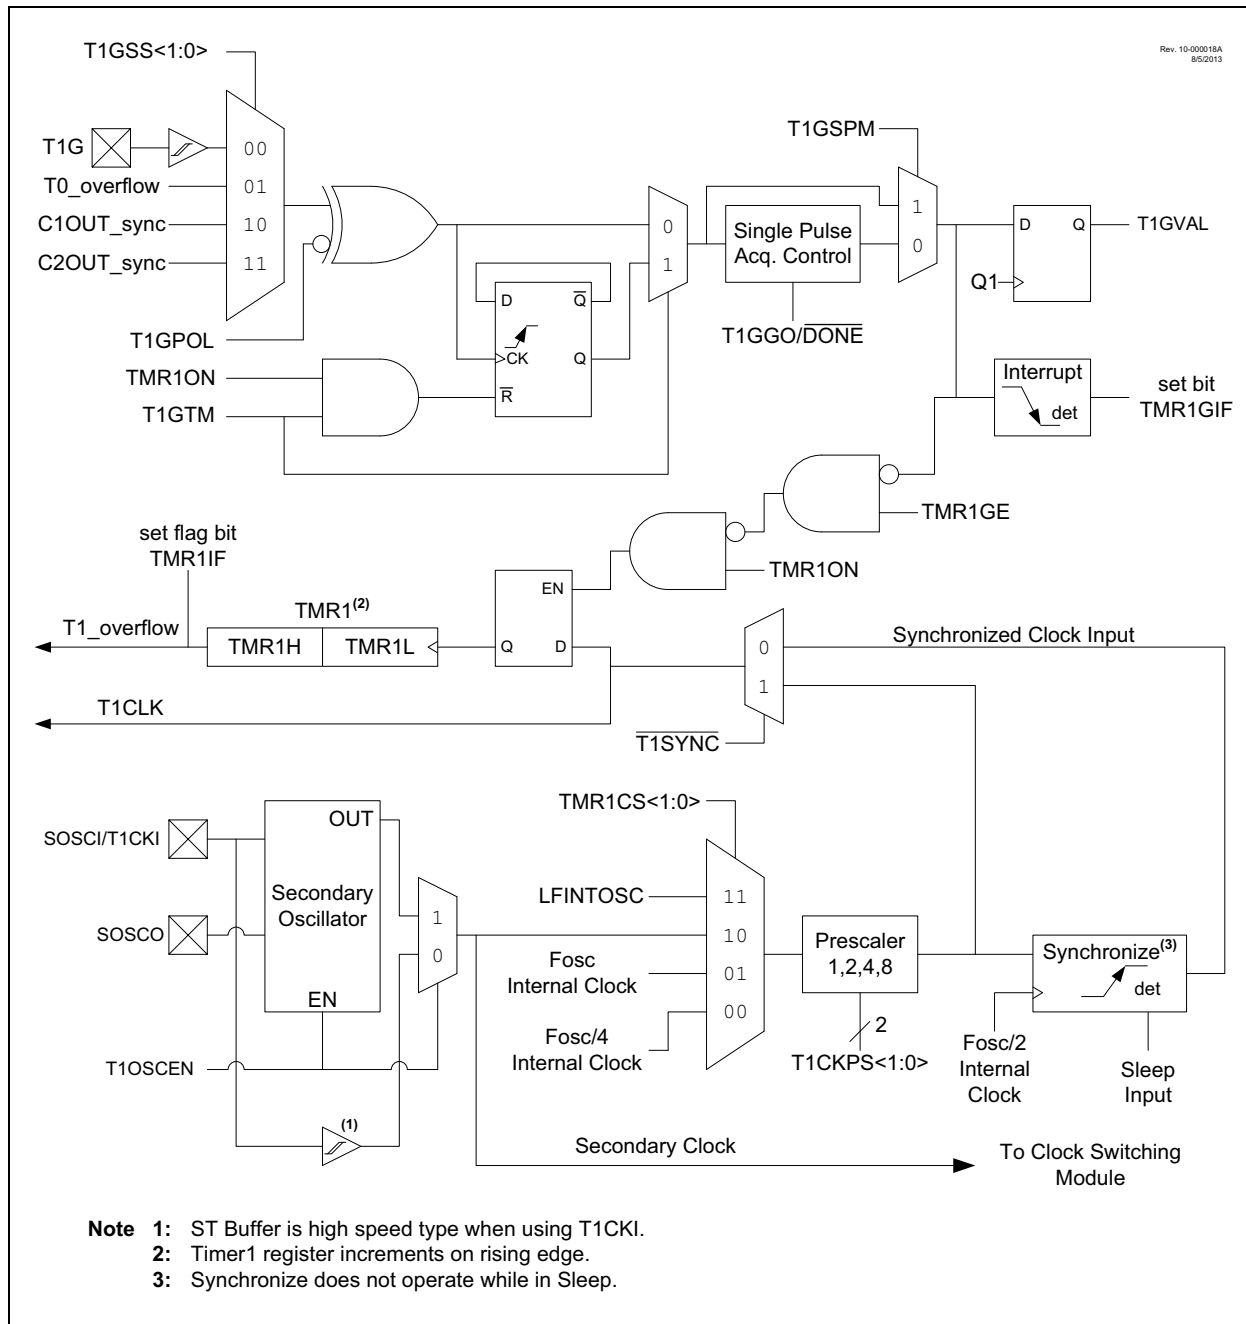 Rev. 10-000018A
8/5/2013
T1GSS<1:0>
T1G
00
T0_overflow
01
C1OUT_sync
10
C2OUT_sync
11
T1GPOL
TMR1ON
T1GTM
D
Q
CK
Q
R
0
1
Single Pulse
Acq. Control
T1GGO/DONE
T1GSPM
1
0
D
Q
Q1
T1GVAL
Interrupt
det
set bit
TMR1GIF
TMR1GE
TMR1ON
set flag bit
TMR1IF
T1_overflow
TMR1(2)
TMR1H
TMR1L
EN
Q
D
T1CLK
0
1
T1SYNC
Synchronized Clock Input
SOSCI/T1CKI
SOSCO
OUT
Secondary
Oscillator
EN
T1OSCEN
(1)
1
0
TMR1CS<1:0>
LFINTOSC
11
10
Fosc
Internal Clock
01
00
Fosc/4
Internal Clock
Prescaler
1,2,4,8
2
T1CKPS<1:0>
Synchronize(3)
det
Fosc/2
Internal
Clock
Sleep
Input
Secondary Clock
To Clock Switching
Module
Note 1: ST Buffer is high speed type when using T1CKI.
2: Timer1 register increments on rising edge.
3: Synchronize does not operate while in Sleep.